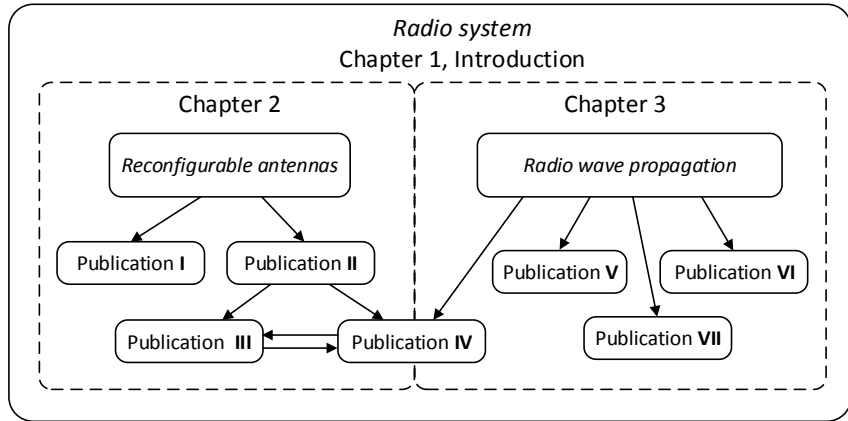 Radio system
Chapter 1, Introduction
Chapter 2
Chapter 3
Reconfigurable antennas
Radio wave propagation
Publication I
Publication II
Publication V
Publication VI
Publication III
Publication IV
Publication VII